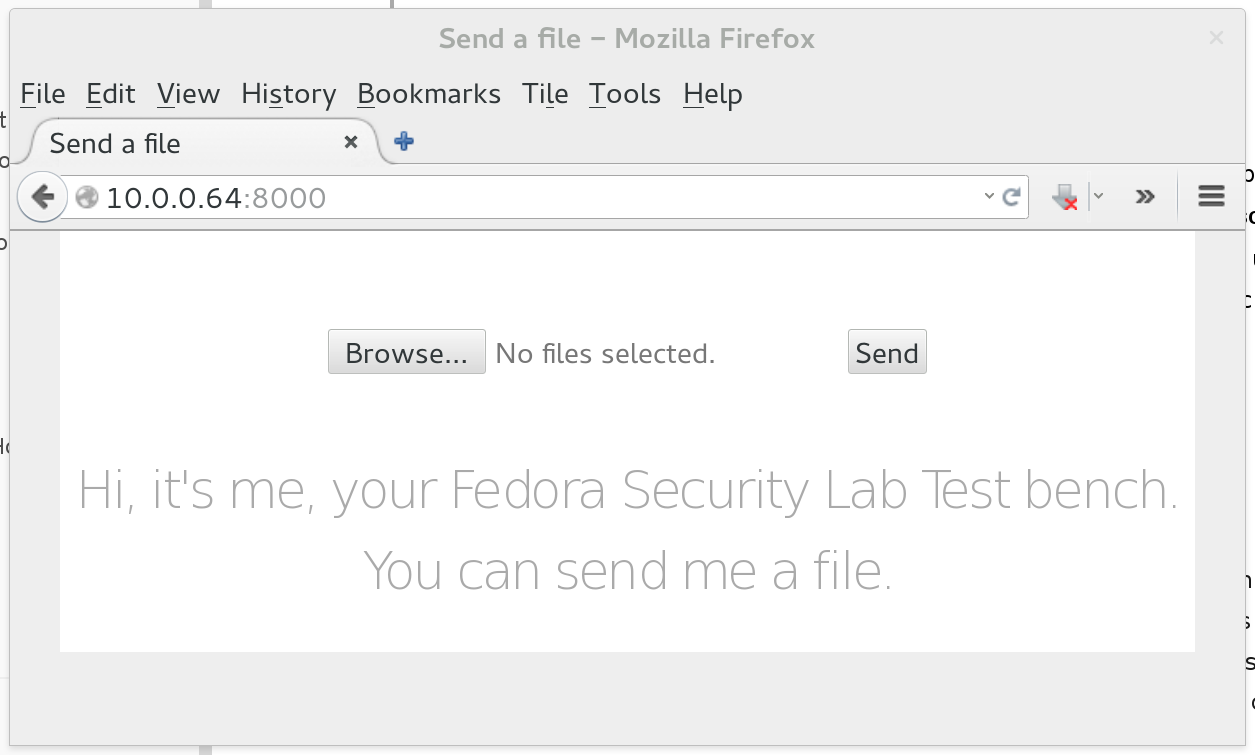 Send a file – Mozilla Firefox
File Edit View History Bookmarks Tile Tools Help
Send a file
10.0.0.64:8000
Browse... No files selected. Send
Hi, it's me, your Fedora Security Lab Test bench.
You can send me a file.